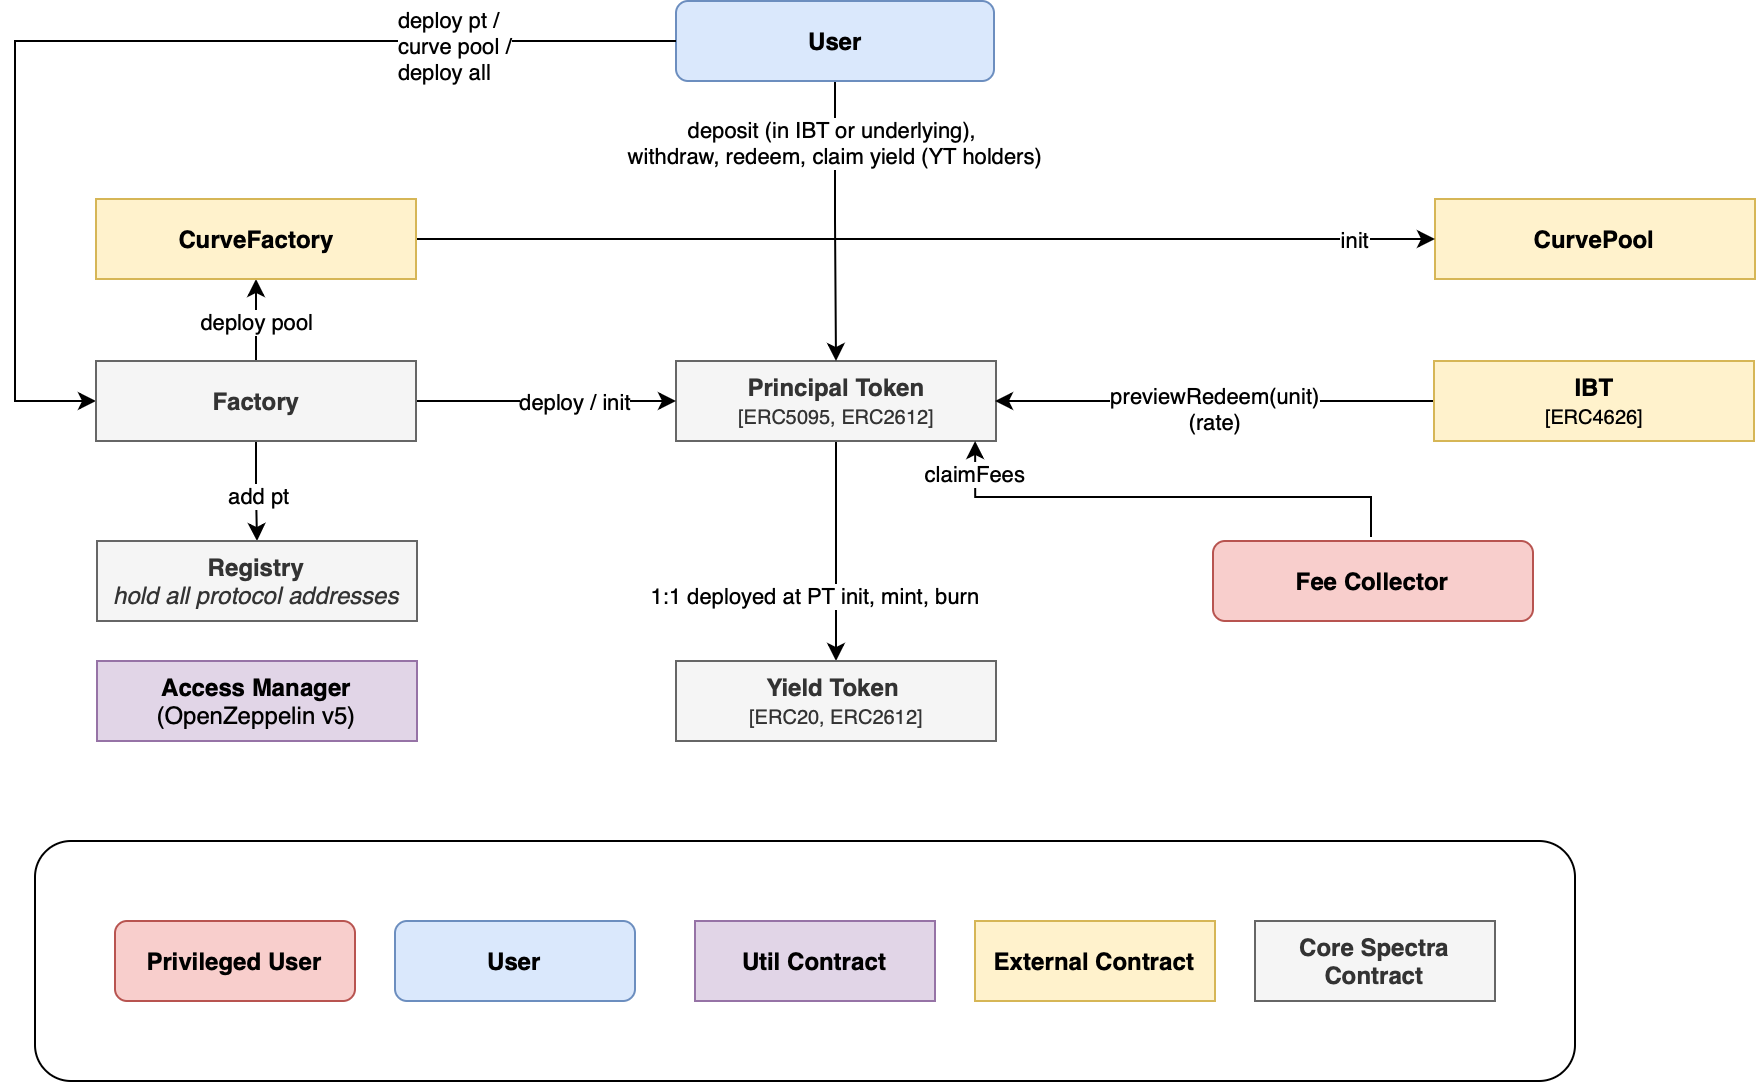 deploy pt /
curve pool /
deploy all
User
deposit (in IBT or underlying),
withdraw, redeem, claim yield (YT holders)
CurveFactory
init
CurvePool
deploy pool
Factory
deploy / init
Principal Token
[ERC5095, ERC2612]
previewRedeem(unit)
(rate)
IBT
[ERC4626]
claimFees
add pt
Registry
hold all protocol addresses
1:1 deployed at PT init, mint, burn
Fee Collector
Access Manager
(OpenZeppelin v5)
Yield Token
[ERC20, ERC2612]
Privileged User
User
Util Contract
External Contract
Core Spectra
Contract